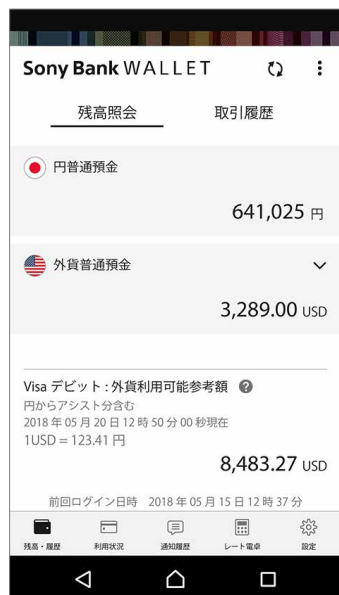 Sony Bank WALLET
残高照会 取引履歴
円普通預金
641,025 円
外貨普通預金
3,289.00 USD
Visa デビット : 外貨利用可能参考額 ?
円からアシスト分含む
2018 年 05 月 20 日 12 時 50 分 00 秒現在
1USD = 123.41 円
8,483.27 USD
前回ログイン日時 2018 年 05 月 15 日 12 時 37 分
残高・履歴 利用状況 通知履歴 レート電卓 設定